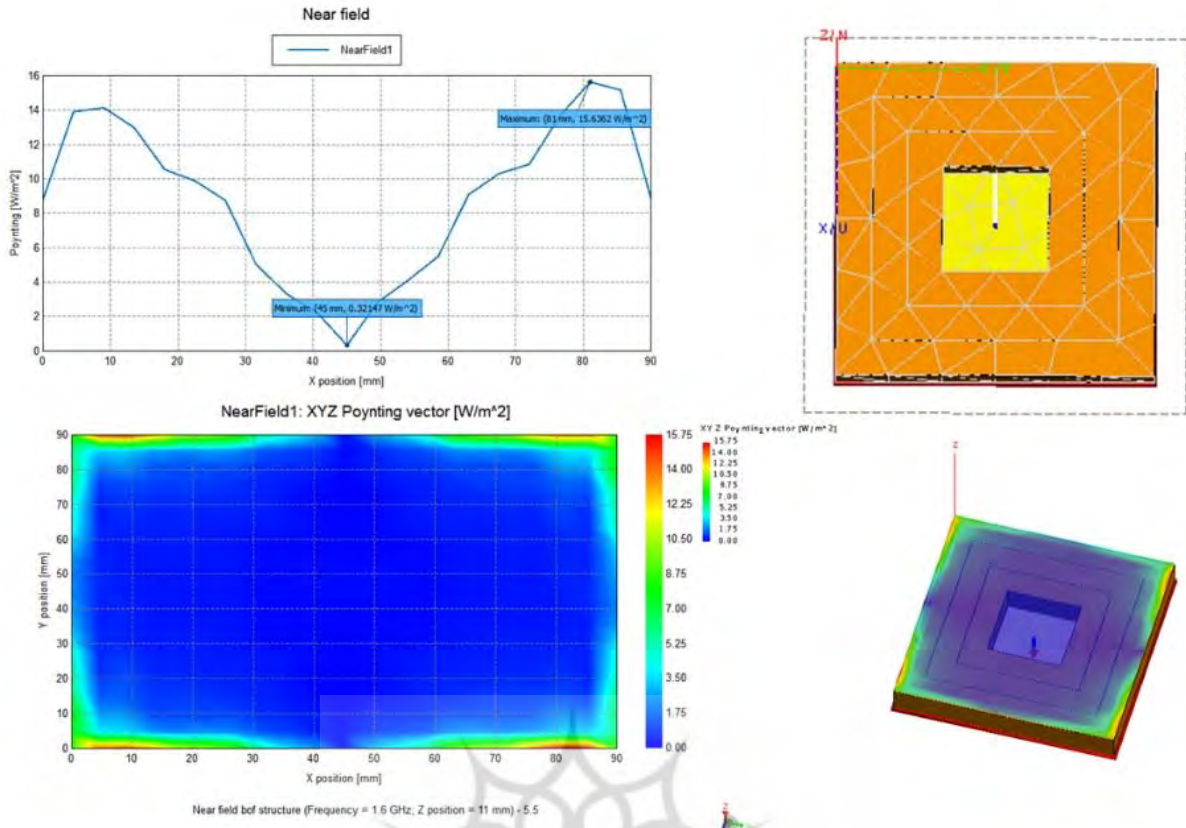 Near field
NearField1
16
14
12
10
8
6
4
2
0
Poynting [W/m^2]
Maximum: (81 mm, 15.6362 W/m^2)
Minimum: (45 mm, 0.32147 W/m^2)
0 10 20 30 40 50 60 70 80 90
X position [mm]
Z/N
X/U
NearField1: XYZ Poynting vector [W/m^2]
90
80
70
60
50
40
30
20
10
0
Y position [mm]
0 10 20 30 40 50 60 70 80 90
X position [mm]
15.75
14.00
12.25
10.50
8.75
7.00
5.25
3.50
1.75
0.00
XYZ Poynting vector [W/m^2]
15.75
14.00
12.25
10.50
8.75
7.00
5.25
3.50
1.75
0.00
Z
Near field bof structure (Frequency = 1.6 GHz; Z position = 11 mm) - 5.5
Z